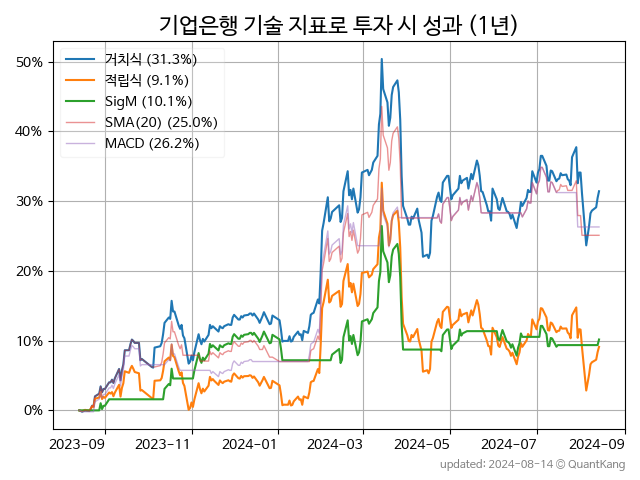 기업은행 기술 지표로 투자 시 성과 (1년)
거치식 (31.3%)
적립식 (9.1%)
SigM (10.1%)
SMA(20) (25.0%)
MACD (26.2%)
50%
40%
30%
20%
10%
0%
2023-09 2023-11 2024-01 2024-03 2024-05 2024-07 2024-09
updated: 2024-08-14 @ QuantKang